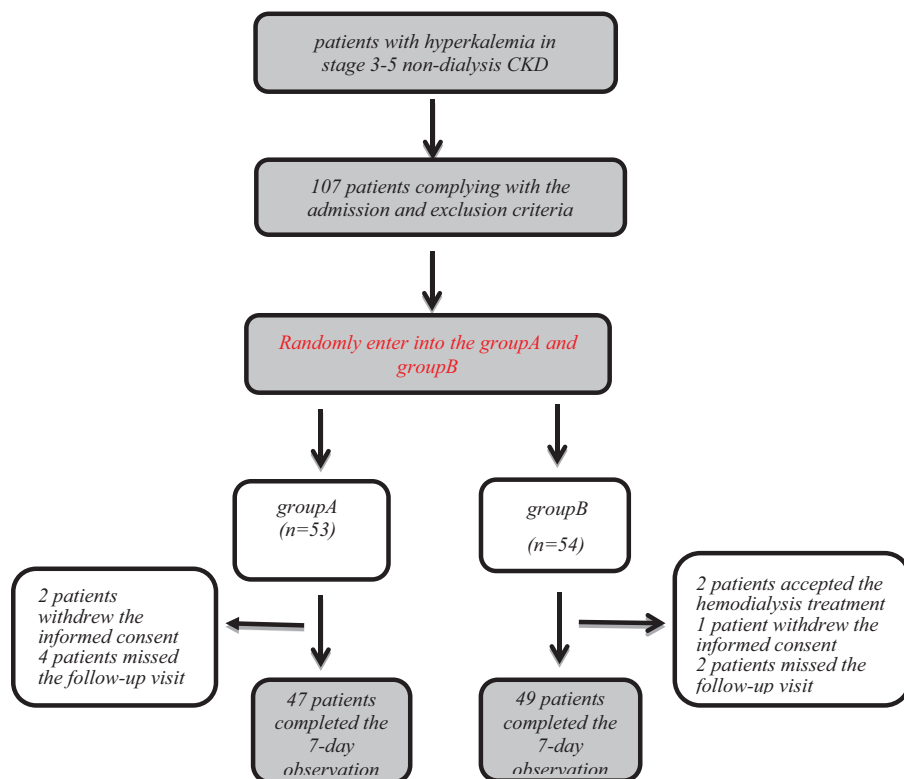 patients with hyperkalemia in
stage 3-5 non-dialysis CKD
107 patients complying with the
admission and exclusion criteria
Randomly enter into the groupA and
groupB
groupA
(n=53)
groupB
(n=54)
2 patients
withdrew the
informed consent
4 patients missed
the follow-up visit
2 patients accepted the
hemodialysis treatment
1 patient withdrew the
informed consent
2 patients missed the
follow-up visit
47 patients
completed the
7-day
observation
49 patients
completed the
7-day
observation